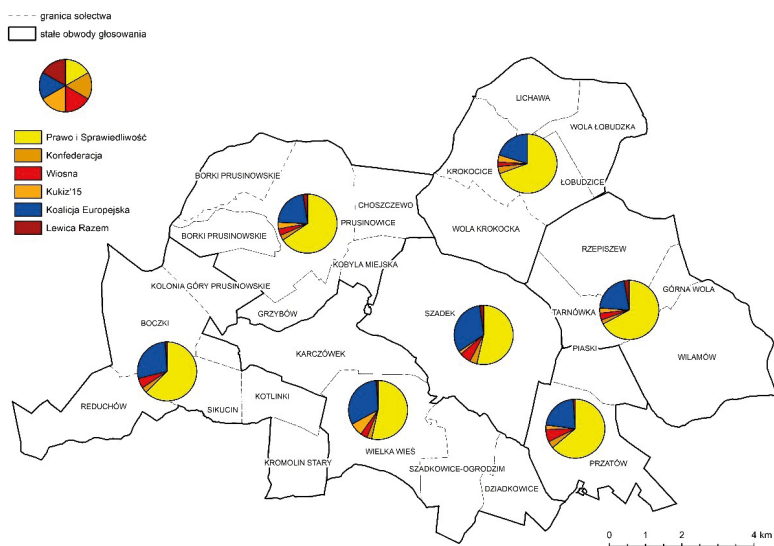 granica sołectwa
stałe obwody głosowania
Prawo i Sprawiedliwość
Konfederacja
Wiosna
Kukiz'15
Koalicja Europejska
Lewica Razem
LICHAWA
WOLA ŁOBUDZKA
KROKOCICE
ŁOBUDZICE
BORKI PRUSINOWSKIE
CHOSZCZEWO
PRUSINOWICE
WOLA KROKOCKA
BORKI PRUSINOWSKIE
RZEPISZEW
KOBYLA MIEJSKA
KOLONIA GÓRY PRUSINOWSKIE
GÓRNA WOLA
GRZYBÓW
SZADEK
TARNÓWKA
BOCZKI
PIASKI
KARCZÓWEK
WILAMÓW
REDUCHÓW
SIKUCIN
KOTLINKI
WIELKA WIEŚ
KROMOLIN STARY
SZADKOWICE-OGRODZIM
PRZATÓW
DZIADKOWICE
0 1 2 4 km